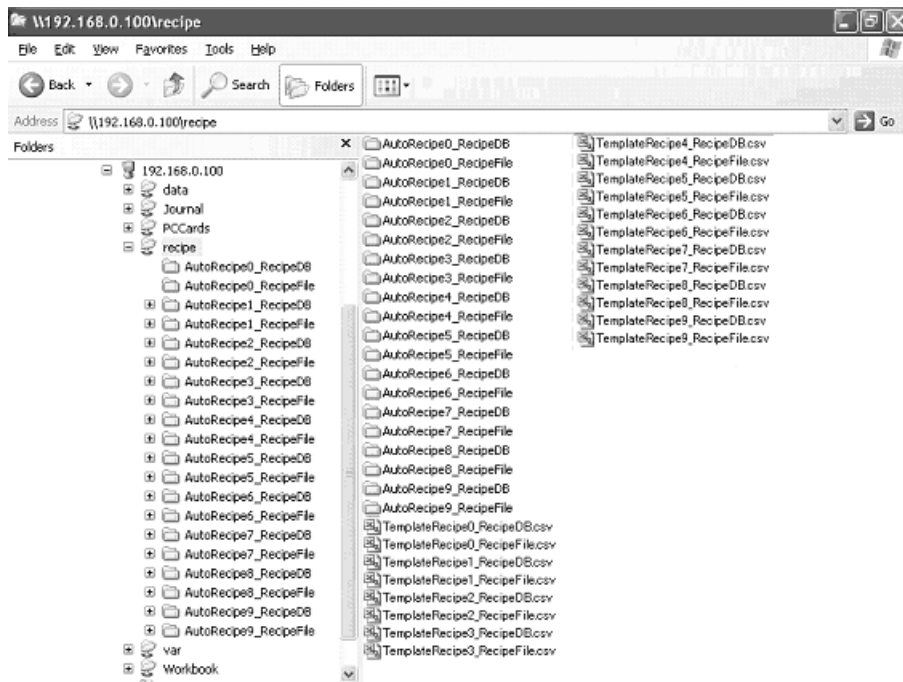 \\192.168.0.100\recipe
File Edit View Favorites Tools Help
Back Search Folders
Address \\192.168.0.100\recipe Go
Folders
192.168.0.100
data
Journal
PCCards
recipe
AutoRecipe0_RecipeDB
AutoRecipe0_RecipeFile
AutoRecipe1_RecipeDB
AutoRecipe1_RecipeFile
AutoRecipe2_RecipeDB
AutoRecipe2_RecipeFile
AutoRecipe3_RecipeDB
AutoRecipe3_RecipeFile
AutoRecipe4_RecipeDB
AutoRecipe4_RecipeFile
AutoRecipe5_RecipeDB
AutoRecipe5_RecipeFile
AutoRecipe6_RecipeDB
AutoRecipe6_RecipeFile
AutoRecipe7_RecipeDB
AutoRecipe7_RecipeFile
AutoRecipe8_RecipeDB
AutoRecipe8_RecipeFile
AutoRecipe9_RecipeDB
AutoRecipe9_RecipeFile
var
Workbook
AutoRecipe0_RecipeDB
AutoRecipe0_RecipeFile
AutoRecipe1_RecipeDB
AutoRecipe1_RecipeFile
AutoRecipe2_RecipeDB
AutoRecipe2_RecipeFile
AutoRecipe3_RecipeDB
AutoRecipe3_RecipeFile
AutoRecipe4_RecipeDB
AutoRecipe4_RecipeFile
AutoRecipe5_RecipeDB
AutoRecipe5_RecipeFile
AutoRecipe6_RecipeDB
AutoRecipe6_RecipeFile
AutoRecipe7_RecipeDB
AutoRecipe7_RecipeFile
AutoRecipe8_RecipeDB
AutoRecipe8_RecipeFile
AutoRecipe9_RecipeDB
AutoRecipe9_RecipeFile
TemplateRecipe0_RecipeDB.csv
TemplateRecipe0_RecipeFile.csv
TemplateRecipe1_RecipeDB.csv
TemplateRecipe1_RecipeFile.csv
TemplateRecipe2_RecipeDB.csv
TemplateRecipe2_RecipeFile.csv
TemplateRecipe3_RecipeDB.csv
TemplateRecipe3_RecipeFile.csv
TemplateRecipe4_RecipeDB.csv
TemplateRecipe4_RecipeFile.csv
TemplateRecipe5_RecipeDB.csv
TemplateRecipe5_RecipeFile.csv
TemplateRecipe6_RecipeDB.csv
TemplateRecipe6_RecipeFile.csv
TemplateRecipe7_RecipeDB.csv
TemplateRecipe7_RecipeFile.csv
TemplateRecipe8_RecipeDB.csv
TemplateRecipe8_RecipeFile.csv
TemplateRecipe9_RecipeDB.csv
TemplateRecipe9_RecipeFile.csv